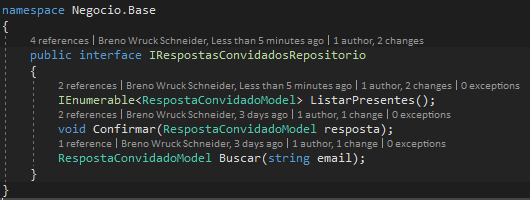 namespace Negocio.Base
{
4 references | Breno Wruck Schneider, Less than 5 minutes ago | 1 author, 2 changes
public interface IRespostasConvidadosRepositorio
{
2 references | Breno Wruck Schneider, Less than 5 minutes ago | 1 author, 2 changes | 0 exceptions
IEnumerable<RespostaConvidadoModel> ListarPresentes();
2 references | Breno Wruck Schneider, 3 days ago | 1 author, 1 change | 0 exceptions
void Confirmar(RespostaConvidadoModel resposta);
1 reference | Breno Wruck Schneider, 3 days ago | 1 author, 1 change | 0 exceptions
RespostaConvidadoModel Buscar(string email);
}
}